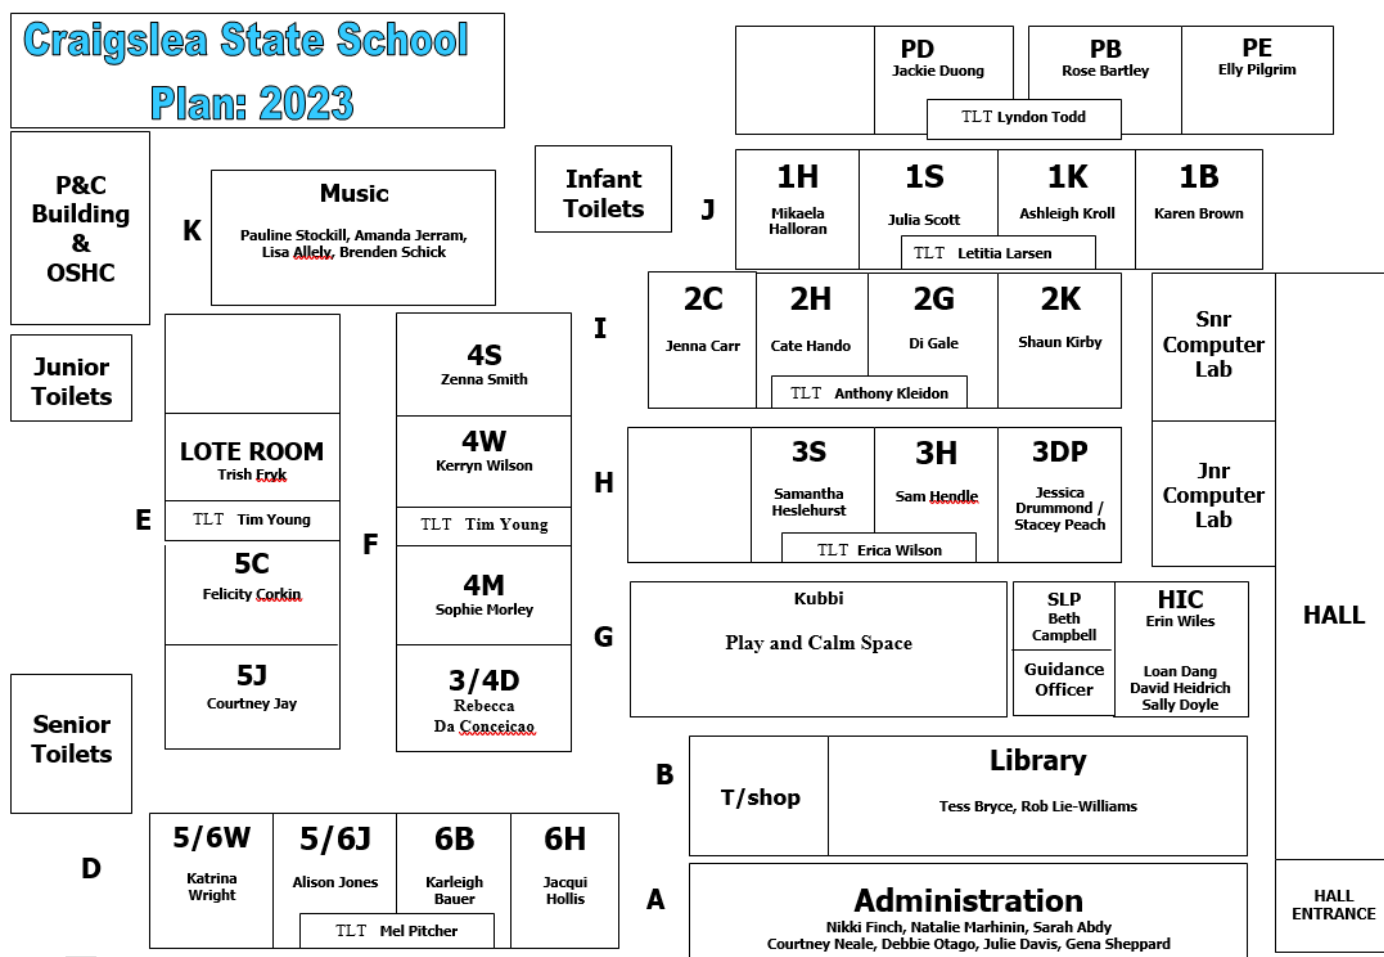 Craigslea State School
Plan: 2023
PD
Jackie Duong
PB
Rose Bartley
PE
Elly Pilgrim
TLT Lyndon Todd
P&C
Building
&
OSHC
K
Music
Pauline Stockill, Amanda Jerram,
Lisa Allely, Brenden Schick
Infant
Toilets
J
1H
Mikaela
Halloran
1S
Julia Scott
1K
Ashleigh Kroll
1B
Karen Brown
TLT Letitia Larsen
I
2C
Jenna Carr
2H
Cate Hando
2G
Di Gale
2K
Shaun Kirby
TLT Anthony Kleidon
Snr
Computer
Lab
Junior
Toilets
LOTE ROOM
Trish Fryk
E
TLT Tim Young
5C
Felicity Corkin
5J
Courtney Jay
F
4S
Zenna Smith
4W
Kerryn Wilson
TLT Tim Young
4M
Sophie Morley
3/4D
Rebecca
Da Conceicao
H
3S
Samantha
Heslehurst
3H
Sam Hendle
3DP
Jessica
Drummond /
Stacey Peach
TLT Erica Wilson
Jnr
Computer
Lab
G
Kubbi
Play and Calm Space
SLP
Beth
Campbell
Guidance
Officer
HIC
Erin Wiles
Loan Dang
David Heidrich
Sally Doyle
HALL
Senior
Toilets
B
T/shop
Library
Tess Bryce, Rob Lie-Williams
D
5/6W
Katrina
Wright
5/6J
Alison Jones
6B
Karleigh
Bauer
6H
Jacqui
Hollis
TLT Mel Pitcher
A
Administration
Nikki Finch, Natalie Marhinin, Sarah Abdy
Courtney Neale, Debbie Otago, Julie Davis, Gena Sheppard
HALL
ENTRANCE